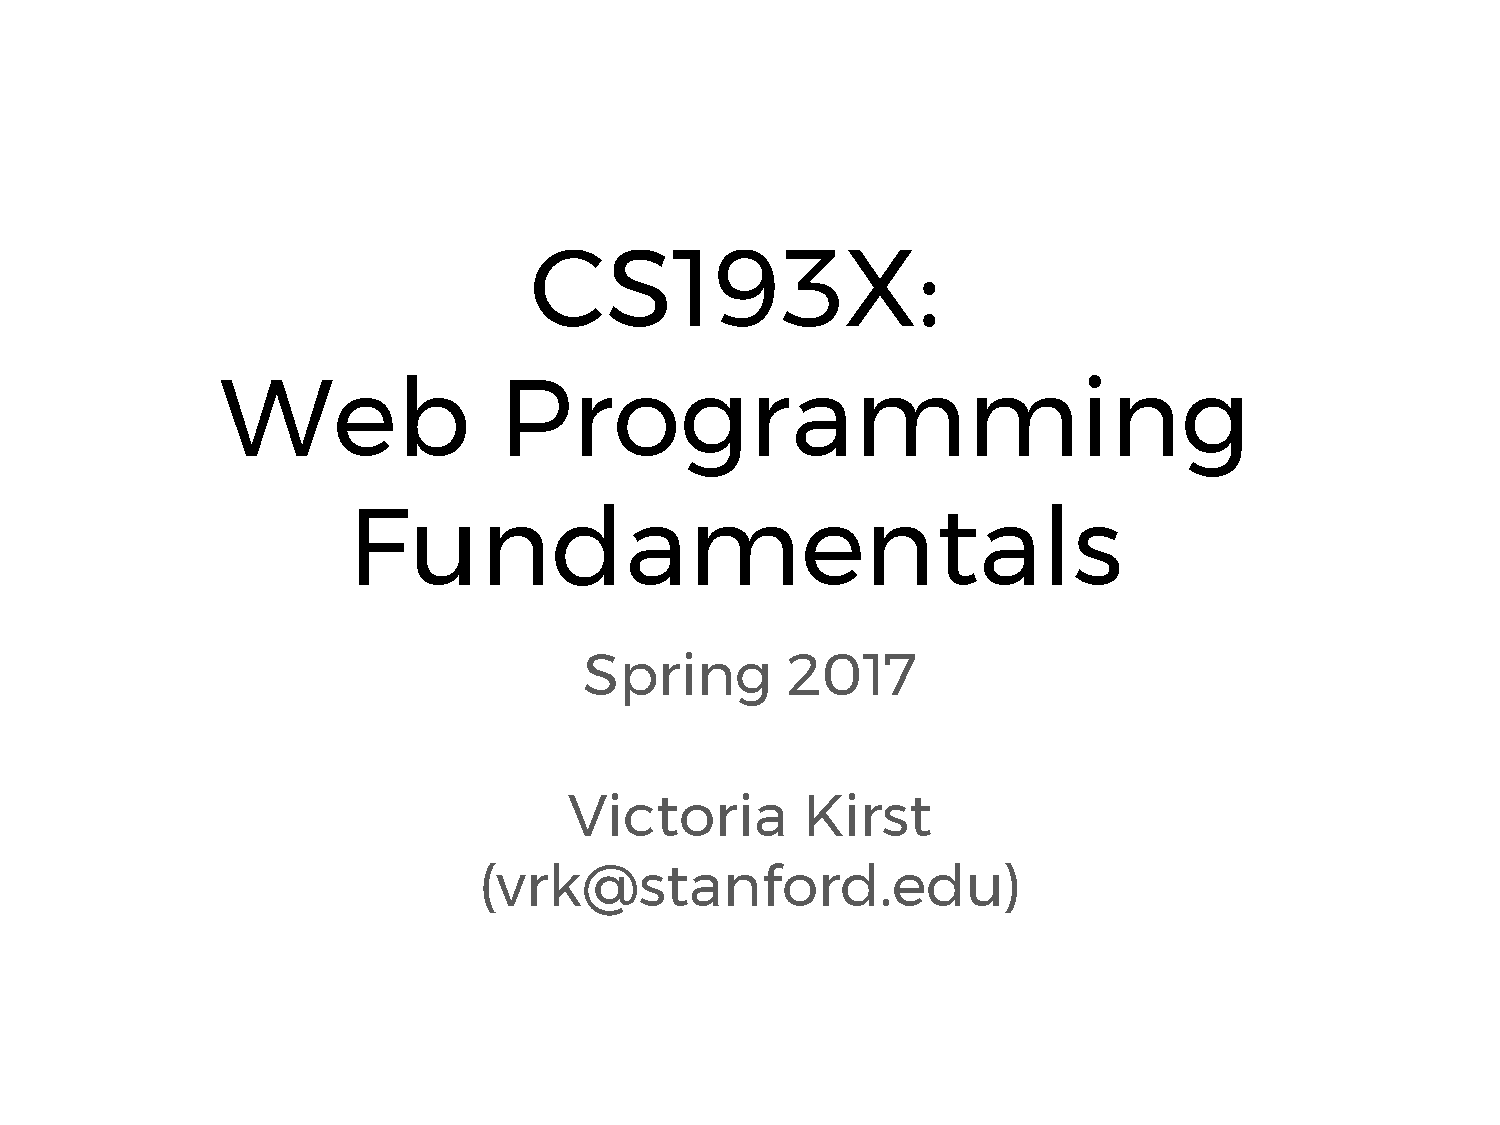 CS193X:
Web Programming
Fundamentals
Spring 2017
Victoria Kirst
(vrk@stanford.edu)